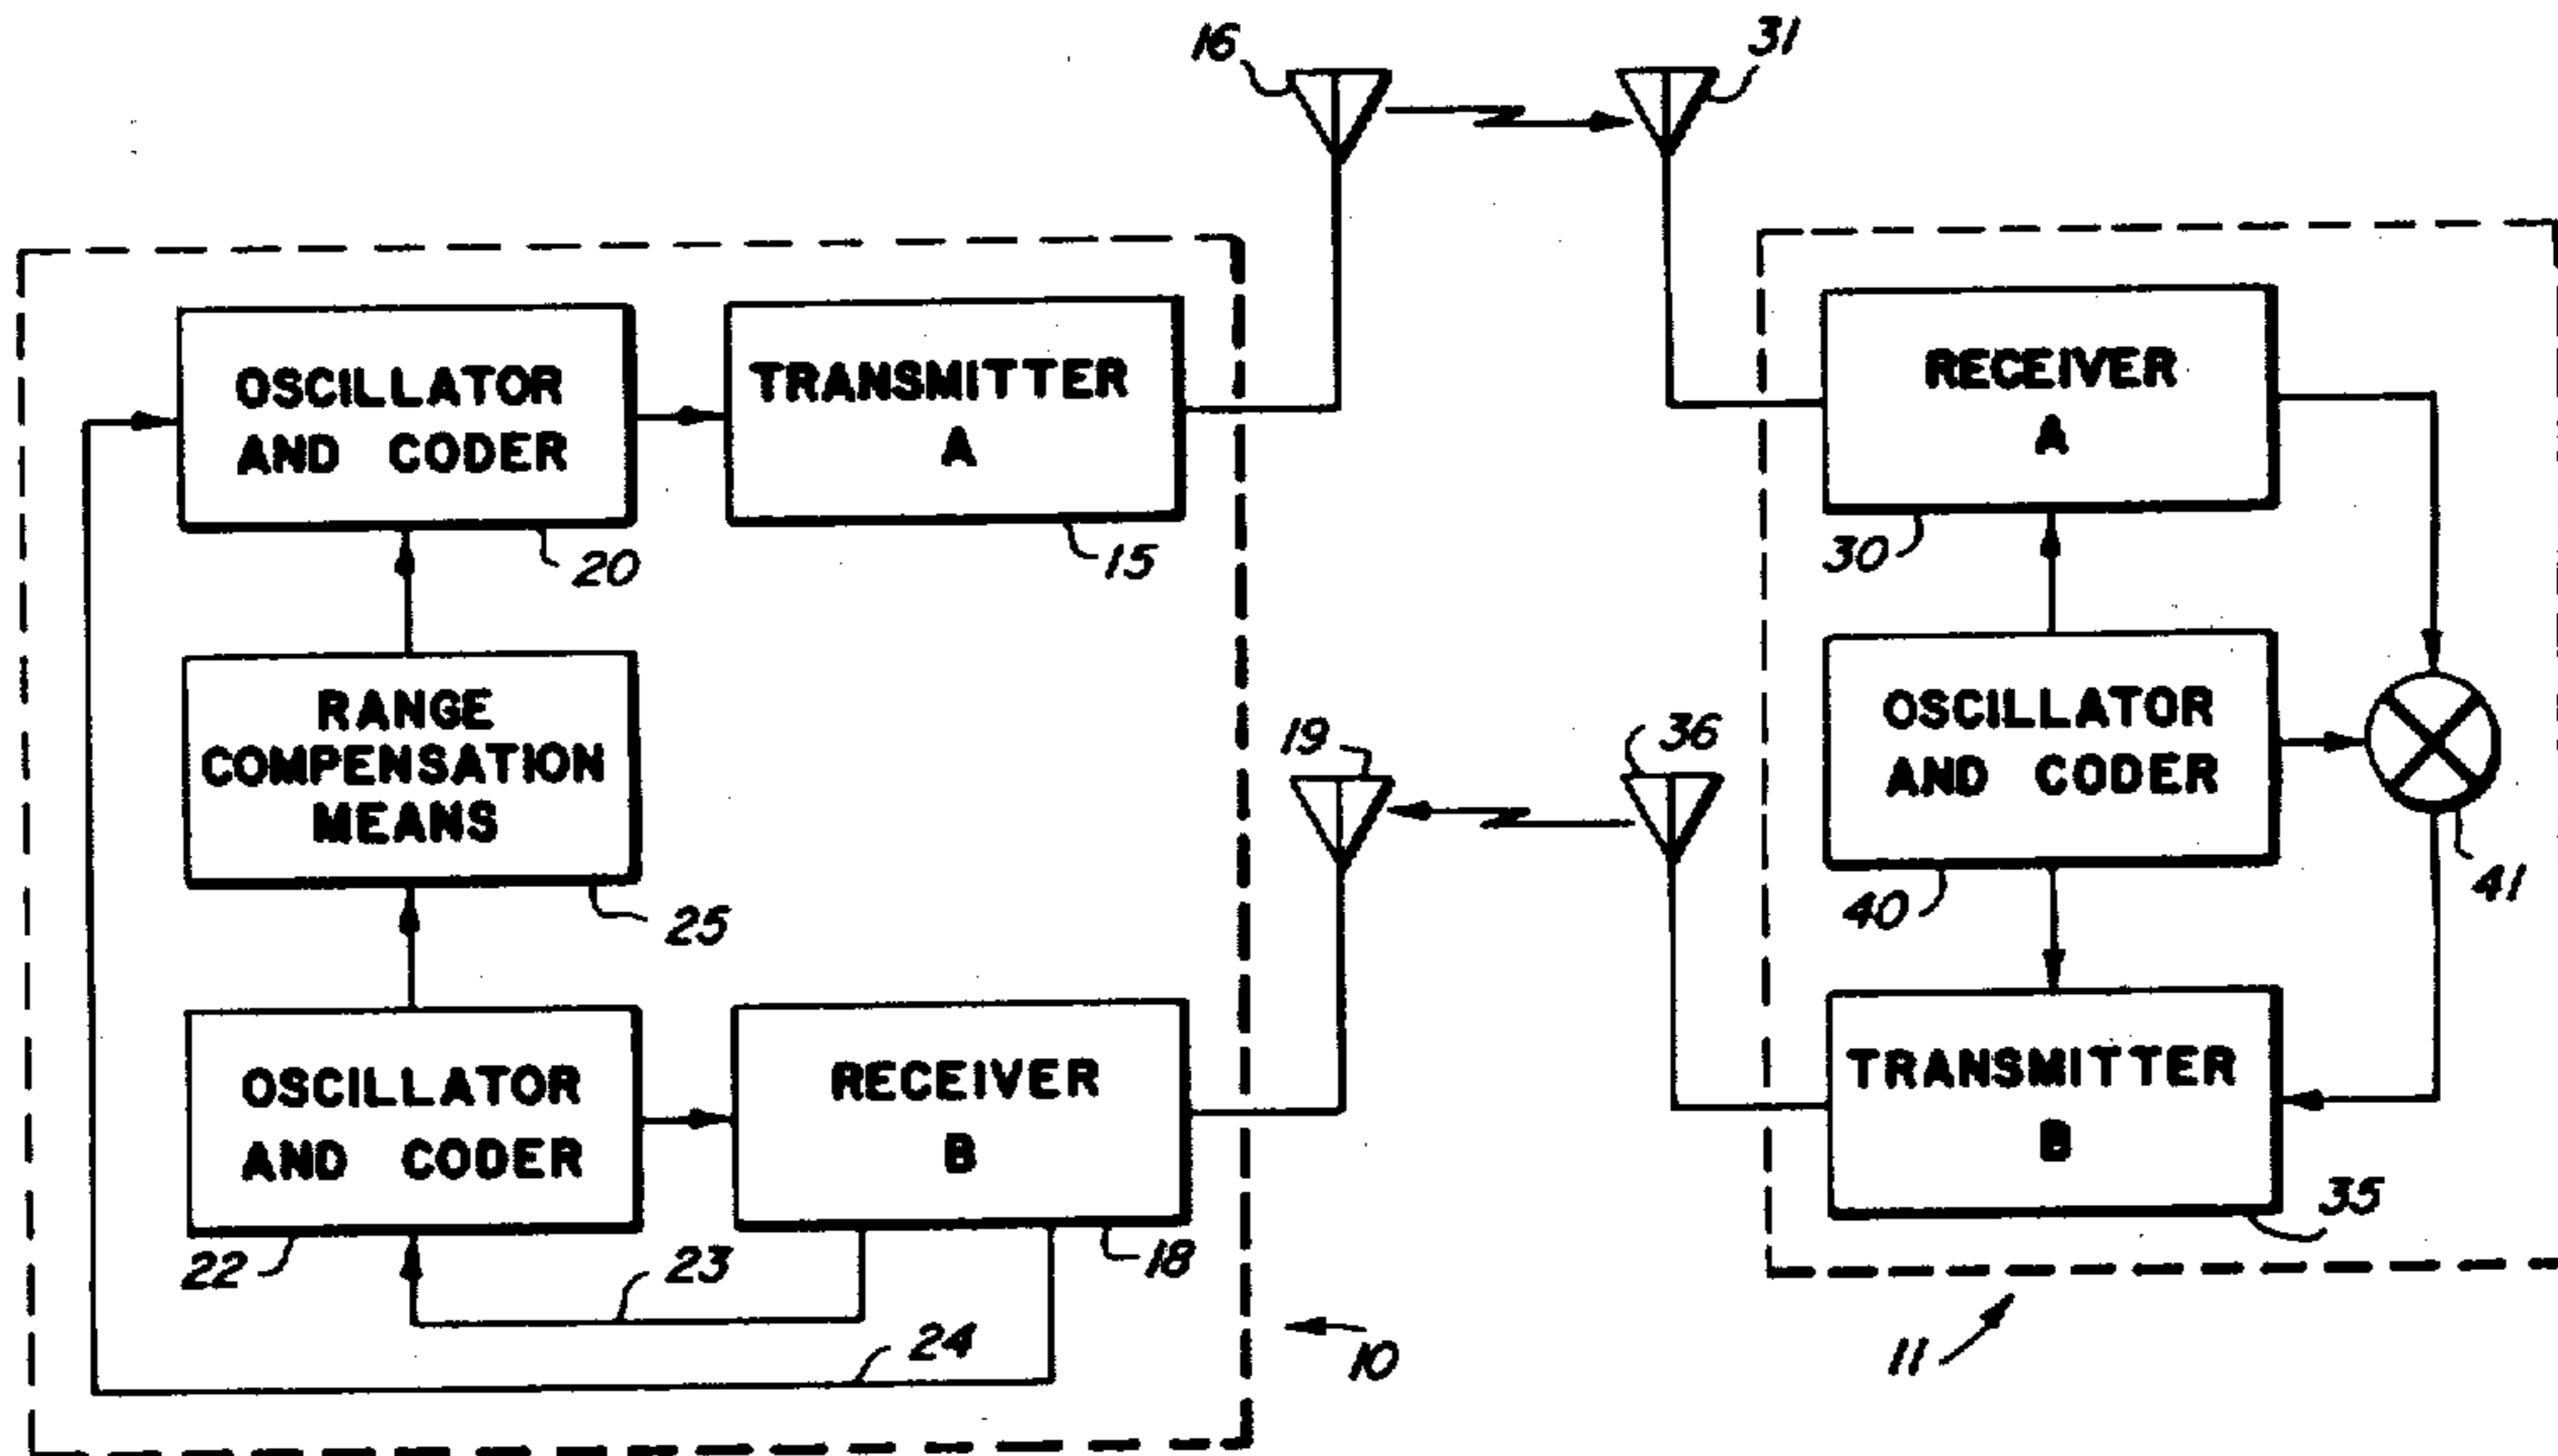 16
31
OSCILLATOR
AND CODER
20
TRANSMITTER
A
15
RECEIVER
A
30
RANGE
COMPENSATION
MEANS
25
19
36
OSCILLATOR
AND CODER
40
41
OSCILLATOR
AND CODER
22
RECEIVER
B
18
23
24
10
TRANSMITTER
B
35
11